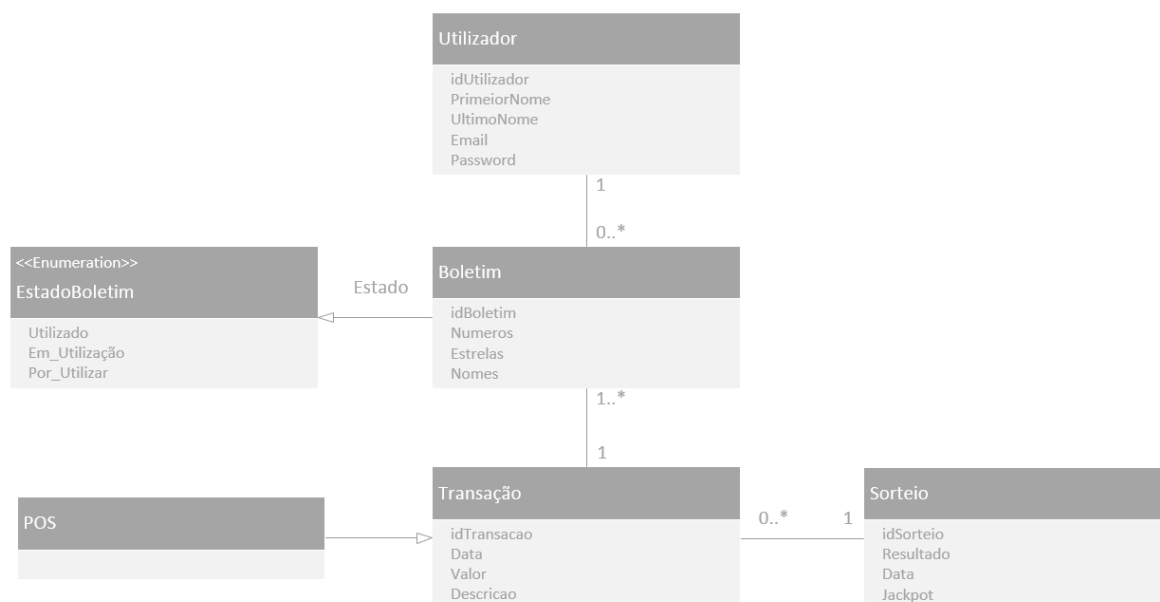 Utilizador
idUtilizador
PrimeiorNome
UltimoNome
Email
Password
1
0..*
<<Enumeration>>
EstadoBoletim
Utilizado
Em_Utilização
Por_Utilizar
Estado
Boletim
idBoletim
Numeros
Estrelas
Nomes
1..*
1
POS
Transação
idTransacao
Data
Valor
Descricao
0..*
1
Sorteio
idSorteio
Resultado
Data
Jackpot